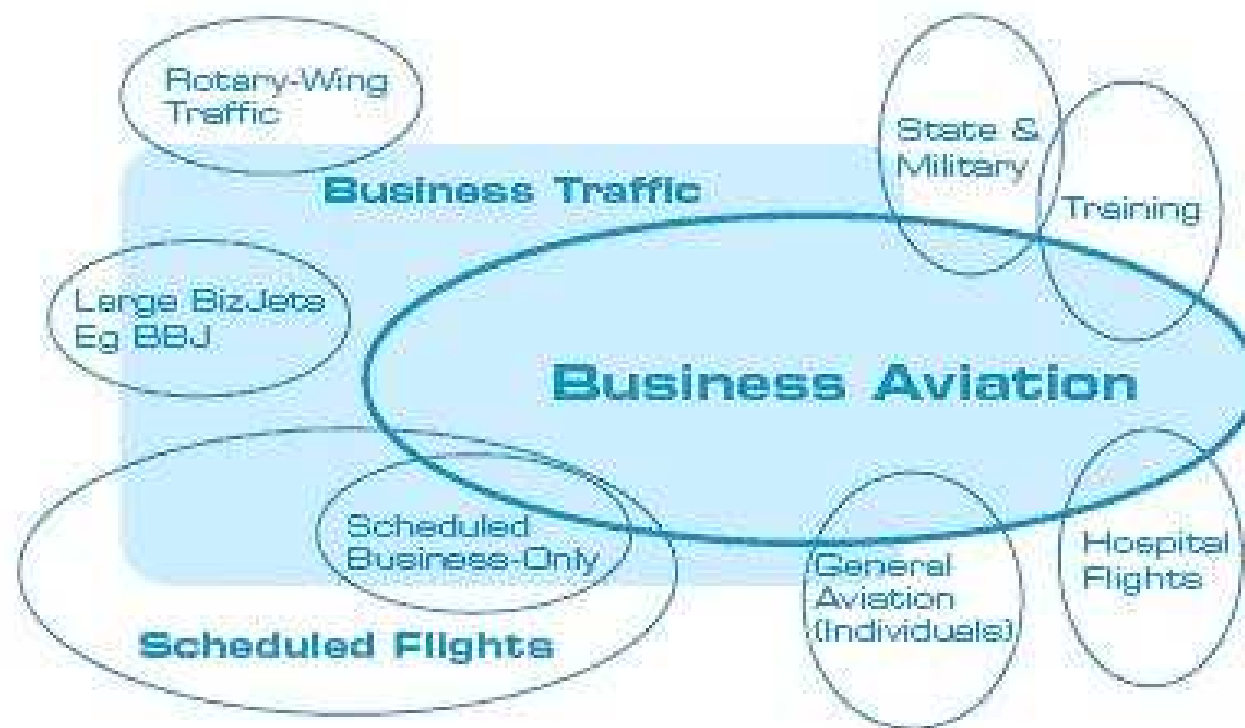 Rotary-Wing
Traffic
State &
Military
Training
Business Traffic
Large BizJets
Eg BBJ
Business Aviation
Scheduled
Business-Only
Scheduled Flights
General
Aviation
(Individuals)
Hospital
Flights